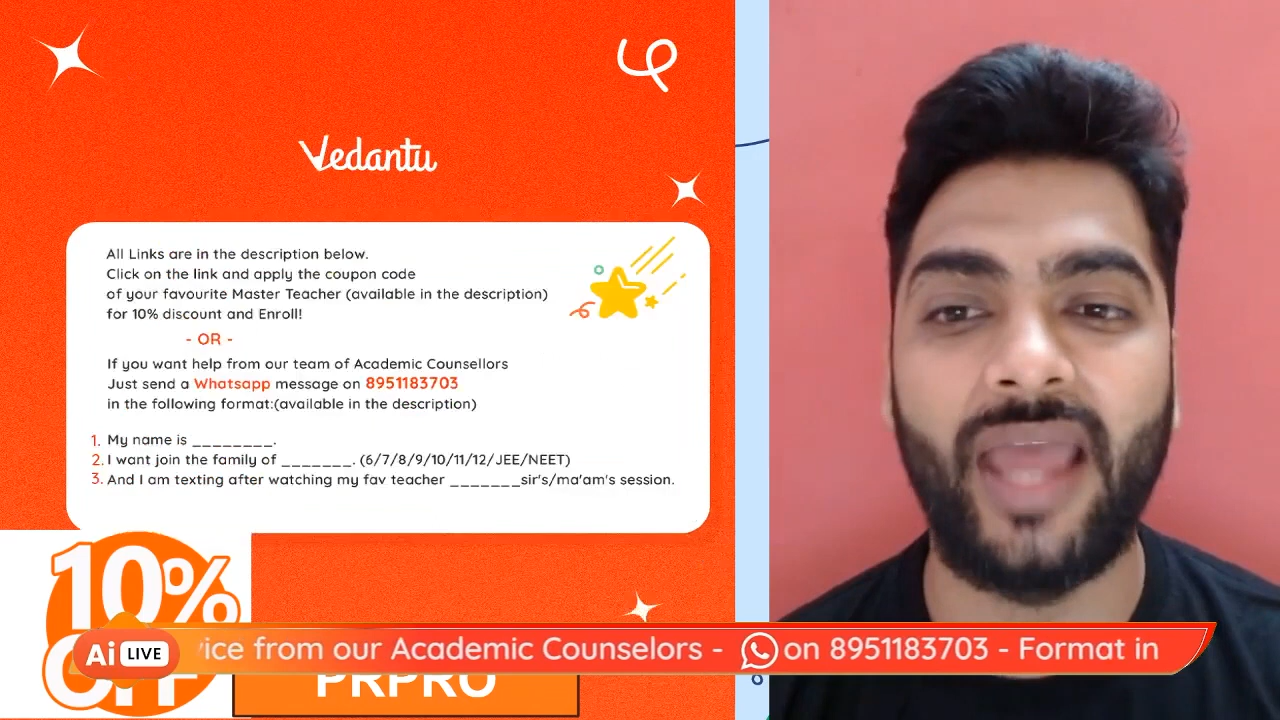 Vedantu
All Links are in the description below.
Click on the link and apply the coupon code
of your favourite Master Teacher (available in the description)
for 10% discount and Enroll!
- OR -
If you want help from our team of Academic Counsellors
Just send a Whatsapp message on 8951183703
in the following format:(available in the description)
1. My name is ________.
2. I want join the family of _______. (6/7/8/9/10/11/12/JEE/NEET)
3. And I am texting after watching my fav teacher _______sir's/ma'am's session.
10%
OFF
Ai LIVE
from our Academic Counselors - on 8951183703 - Format in
PRPRO